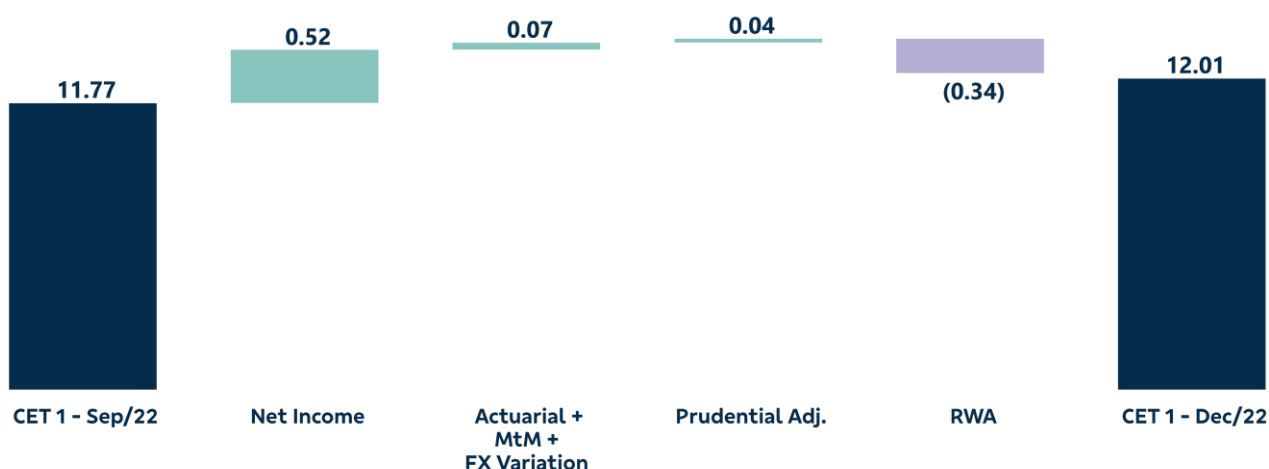 0.52
0.07
0.04
11.77
(0.34)
12.01
CET 1 - Sep/22
Net Income
Actuarial +
MtM +
FX Variation
Prudential Adj.
RWA
CET 1 - Dec/22